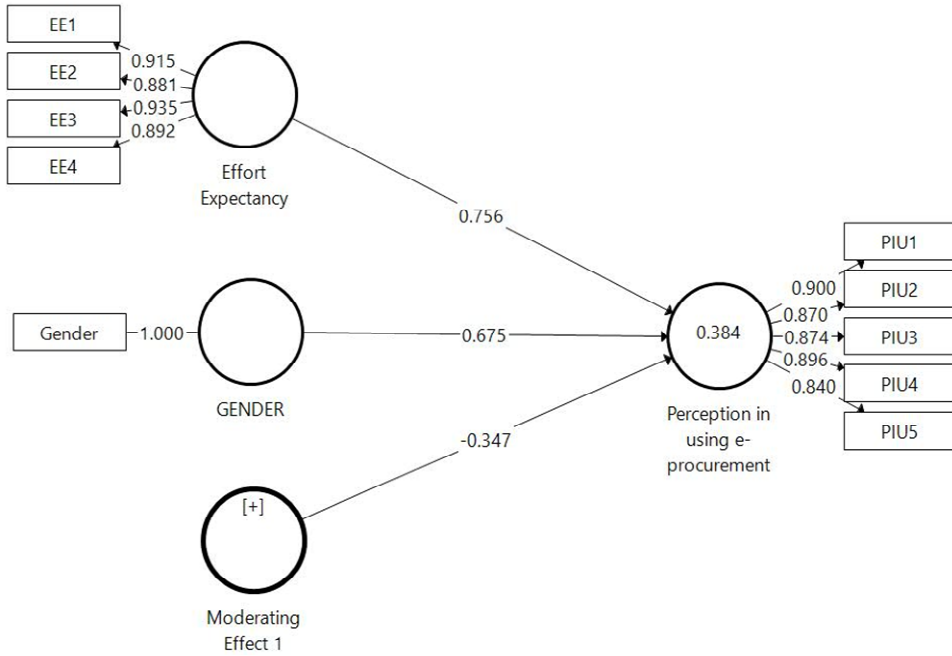 EE1
0.915
EE2
0.881
EE3
0.935
0.892
EE4
Effort
Expectancy
0.756
Gender
1.000
GENDER
0.675
[+]
Moderating
Effect 1
-0.347
0.384
Perception in
using e-
procurement
PIU1
0.900
PIU2
0.870
PIU3
0.874
0.896
PIU4
0.840
PIU5